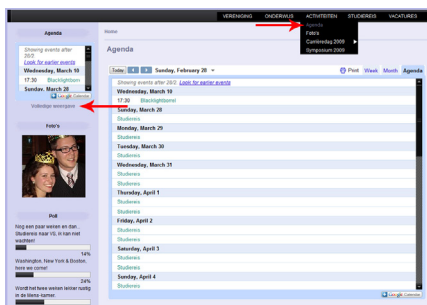 VERENIGING ONDERWIJS ACTIVITEITEN STUDIEREIS VACATURES
Agenda
Foto's
Carrièredag 2009
Symposium 2009
Agenda
Showing events after
28/2.
Look for earlier events
Wednesday, March 10
17:30 Blacklightborrel
Sunday, March 28
Google Calendar
Volledige weergave
Foto's
Poll
Nog een paar weken en dan...
Studiereis naar VS, ik kan niet
wachten!
14%
Washington, New York & Boston,
here we come!
24%
Wordt het twee weken lekker rustig
in de Mens-kamer.
Home
Agenda
Today Sunday, February 28 Print Week Month Agenda
Showing events after 28/2. Look for earlier events
Wednesday, March 10
17:30 Blacklightborrel
Sunday, March 28
Studiereis
Monday, March 29
Studiereis
Tuesday, March 30
Studiereis
Wednesday, March 31
Studiereis
Studiereis
Thursday, April 1
Studiereis
Studiereis
Friday, April 2
Studiereis
Saturday, April 3
Studiereis
Studiereis
Sunday, April 4
Studiereis
Google Calendar